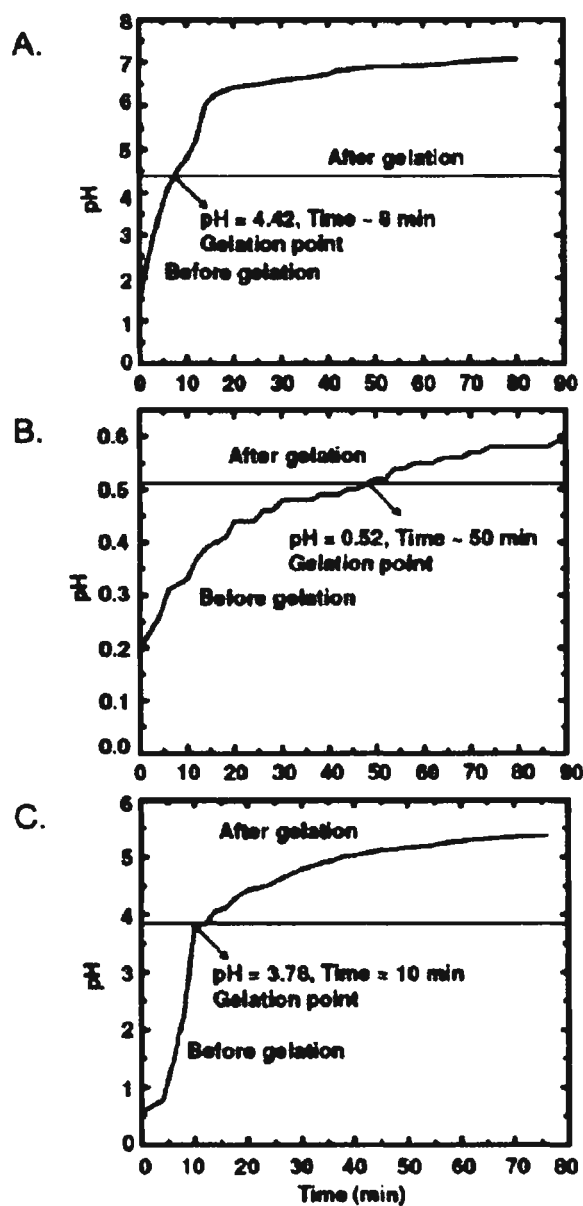 A.
8
7
6
5
4
3
2
1
0
pH
After gelation
pH = 4.42, Time ~ 8 min
Gelation point
Before gelation
0 10 20 30 40 50 60 70 80 90
B.
0.6
0.5
0.4
0.3
0.2
0.1
0.0
pH
After gelation
pH = 0.52, Time ~ 50 min
Gelation point
Before gelation
0 10 20 30 40 50 60 70 80 90
C.
6
5
4
3
2
1
0
pH
After gelation
pH = 3.78, Time = 10 min
Gelation point
Before gelation
0 10 20 30 40 50 60 70 80
Time (min)